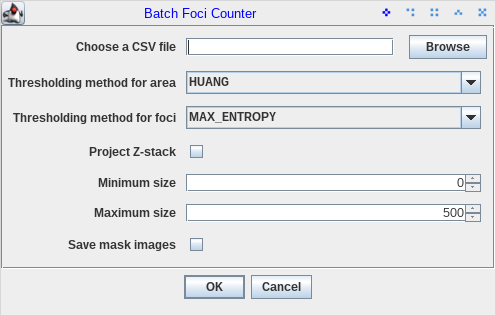 Batch Foci Counter
Choose a CSV file Browse
Thresholding method for area HUANG
Thresholding method for foci MAX_ENTROPY
Project Z-stack
Minimum size 0
Maximum size 500
Save mask images
OK Cancel